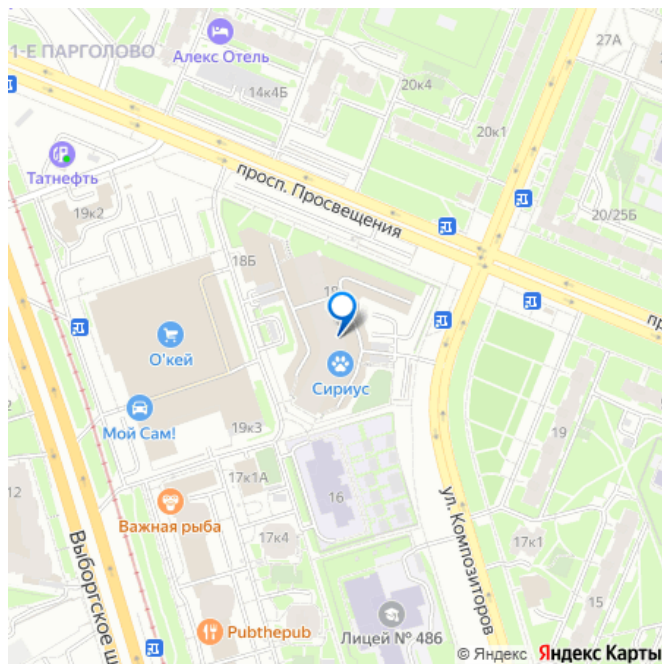 1-Е ПАРГОЛОВО
Алекс Отель
27А
14к4Б
20к4
20к1
Татнефть
просп. Просвещения
19к2
20/25Б
18Б
18
О'кей
Сириус
Мой Сам!
19к3
19
12
17к1А
16
Важная рыба
ул. Композиторов
17к4
17к1
Выборгское ш
15
Pubthepub
Лицей № 486
© Яндекс Яндекс Карты